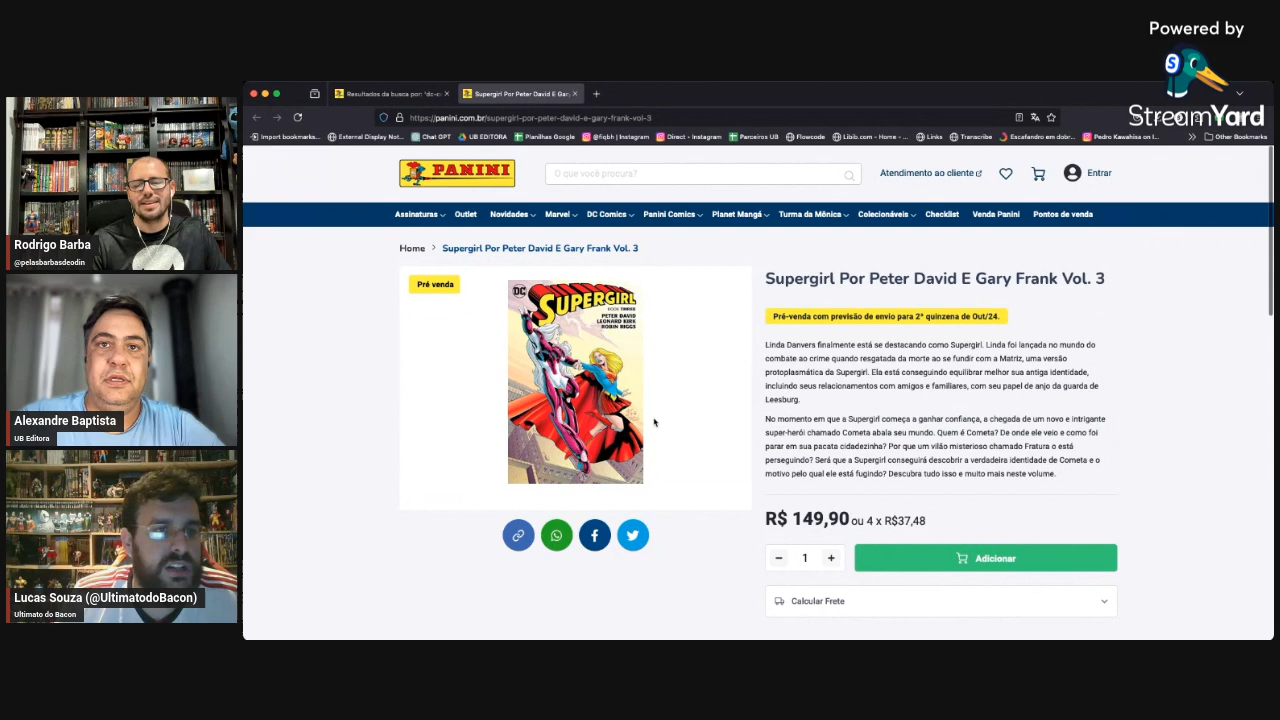 Powered by
StreamYard
Rodrigo Barba
@pelasbarbasdeodin
Alexandre Baptista
UB Editora
Lucas Souza (@UltimatodoBacon)
Ultimato do Bacon
Resultados da busca por: "dc-c
Supergirl Por Peter David E Gary
https://panini.com.br/supergirl-por-peter-david-e-gary-frank-vol-3
Import bookmarks...
External Display Not...
Chat GPT
UB EDITORA
Planilhas Google
@fiqbh | Instagram
Direct - Instagram
Parceiros UB
Flowcode
Libib.com - Home - ...
Links
Transcribe
Escafandro em dobr...
Pedro Kawahisa on I...
Other Bookmarks
PANINI
O que você procura?
Atendimento ao cliente
Entrar
Assinaturas
Outlet
Novidades
Marvel
DC Comics
Panini Comics
Planet Mangá
Turma da Mônica
Colecionáveis
Checklist
Venda Panini
Pontos de venda
Home > Supergirl Por Peter David E Gary Frank Vol. 3
Pré venda
DC
SUPERGIRL
BOOK THREE
PETER DAVID
LEONARD KIRK
ROBIN RIGGS
Supergirl Por Peter David E Gary Frank Vol. 3
Pré-venda com previsão de envio para 2ª quinzena de Out/24.
Linda Danvers finalmente está se destacando como Supergirl. Linda foi lançada no mundo do
combate ao crime quando resgatada da morte ao se fundir com a Matriz, uma versão
protoplasmática da Supergirl. Ela está conseguindo equilibrar melhor sua antiga identidade,
incluindo seus relacionamentos com amigos e familiares, com seu papel de anjo da guarda de
Leesburg.
No momento em que a Supergirl começa a ganhar confiança, a chegada de um novo e intrigante
super-herói chamado Cometa abala seu mundo. Quem é Cometa? De onde ele veio e como foi
parar em sua pacata cidadezinha? Por que um vilão misterioso chamado Fratura o está
perseguindo? Será que a Supergirl conseguirá descobrir a verdadeira identidade de Cometa e o
motivo pelo qual ele está fugindo? Descubra tudo isso e muito mais neste volume.
R$ 149,90 ou 4 x R$37,48
− 1 +
Adicionar
Calcular Frete